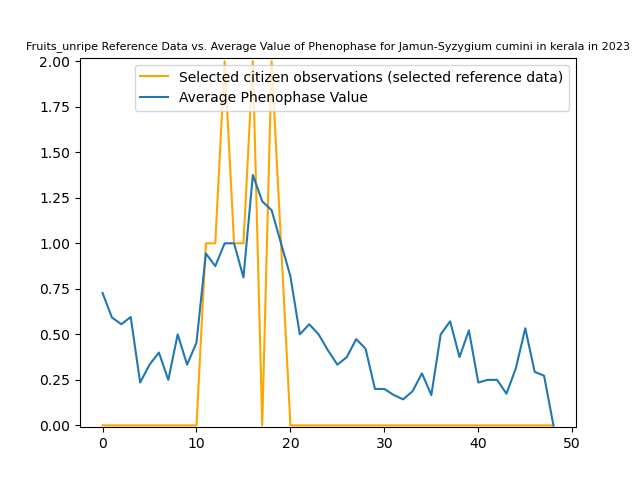 Fruits_unripe Reference Data vs. Average Value of Phenophase for Jamun-Syzygium cumini in kerala in 2023
Selected citizen observations (selected reference data)
Average Phenophase Value
2.00
1.75
1.50
1.25
1.00
0.75
0.50
0.25
0.00
0 10 20 30 40 50